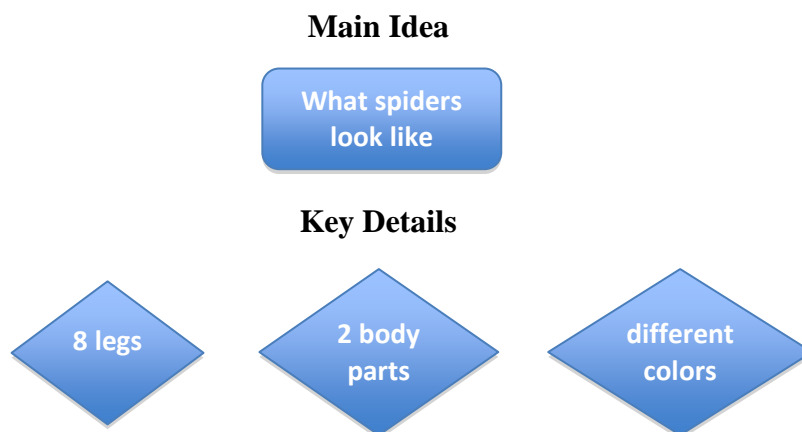 Main Idea
What spiders
look like
Key Details
8 legs
2 body
parts
different
colors